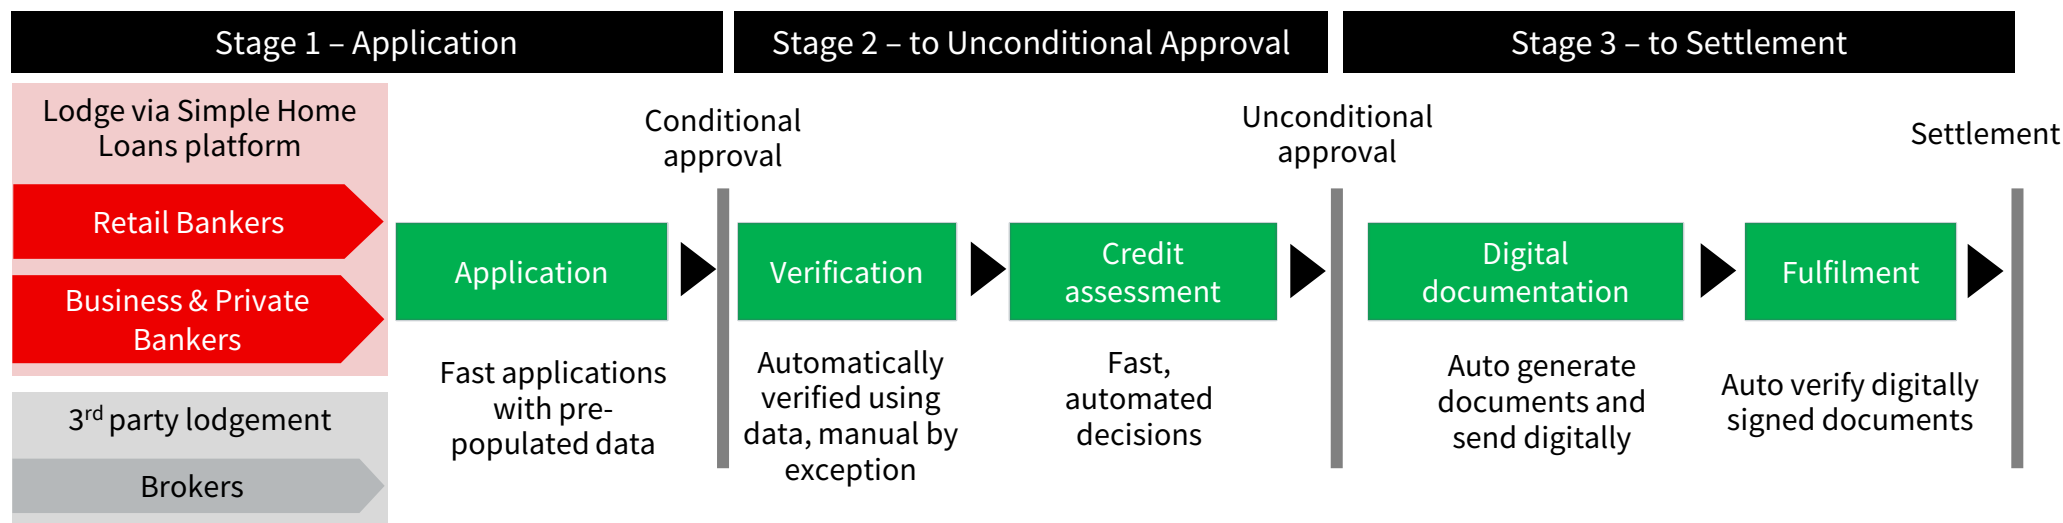 Stage 1 – Application
Stage 2 – to Unconditional Approval
Stage 3 – to Settlement
Lodge via Simple Home
Loans platform
Retail Bankers
Business & Private
Bankers
3rd party lodgement
Brokers
Application
Fast applications
with pre-
populated data
Conditional
approval
Verification
Automatically
verified using
data, manual by
exception
Credit
assessment
Fast,
automated
decisions
Unconditional
approval
Digital
documentation
Auto generate
documents and
send digitally
Fulfilment
Auto verify digitally
signed documents
Settlement